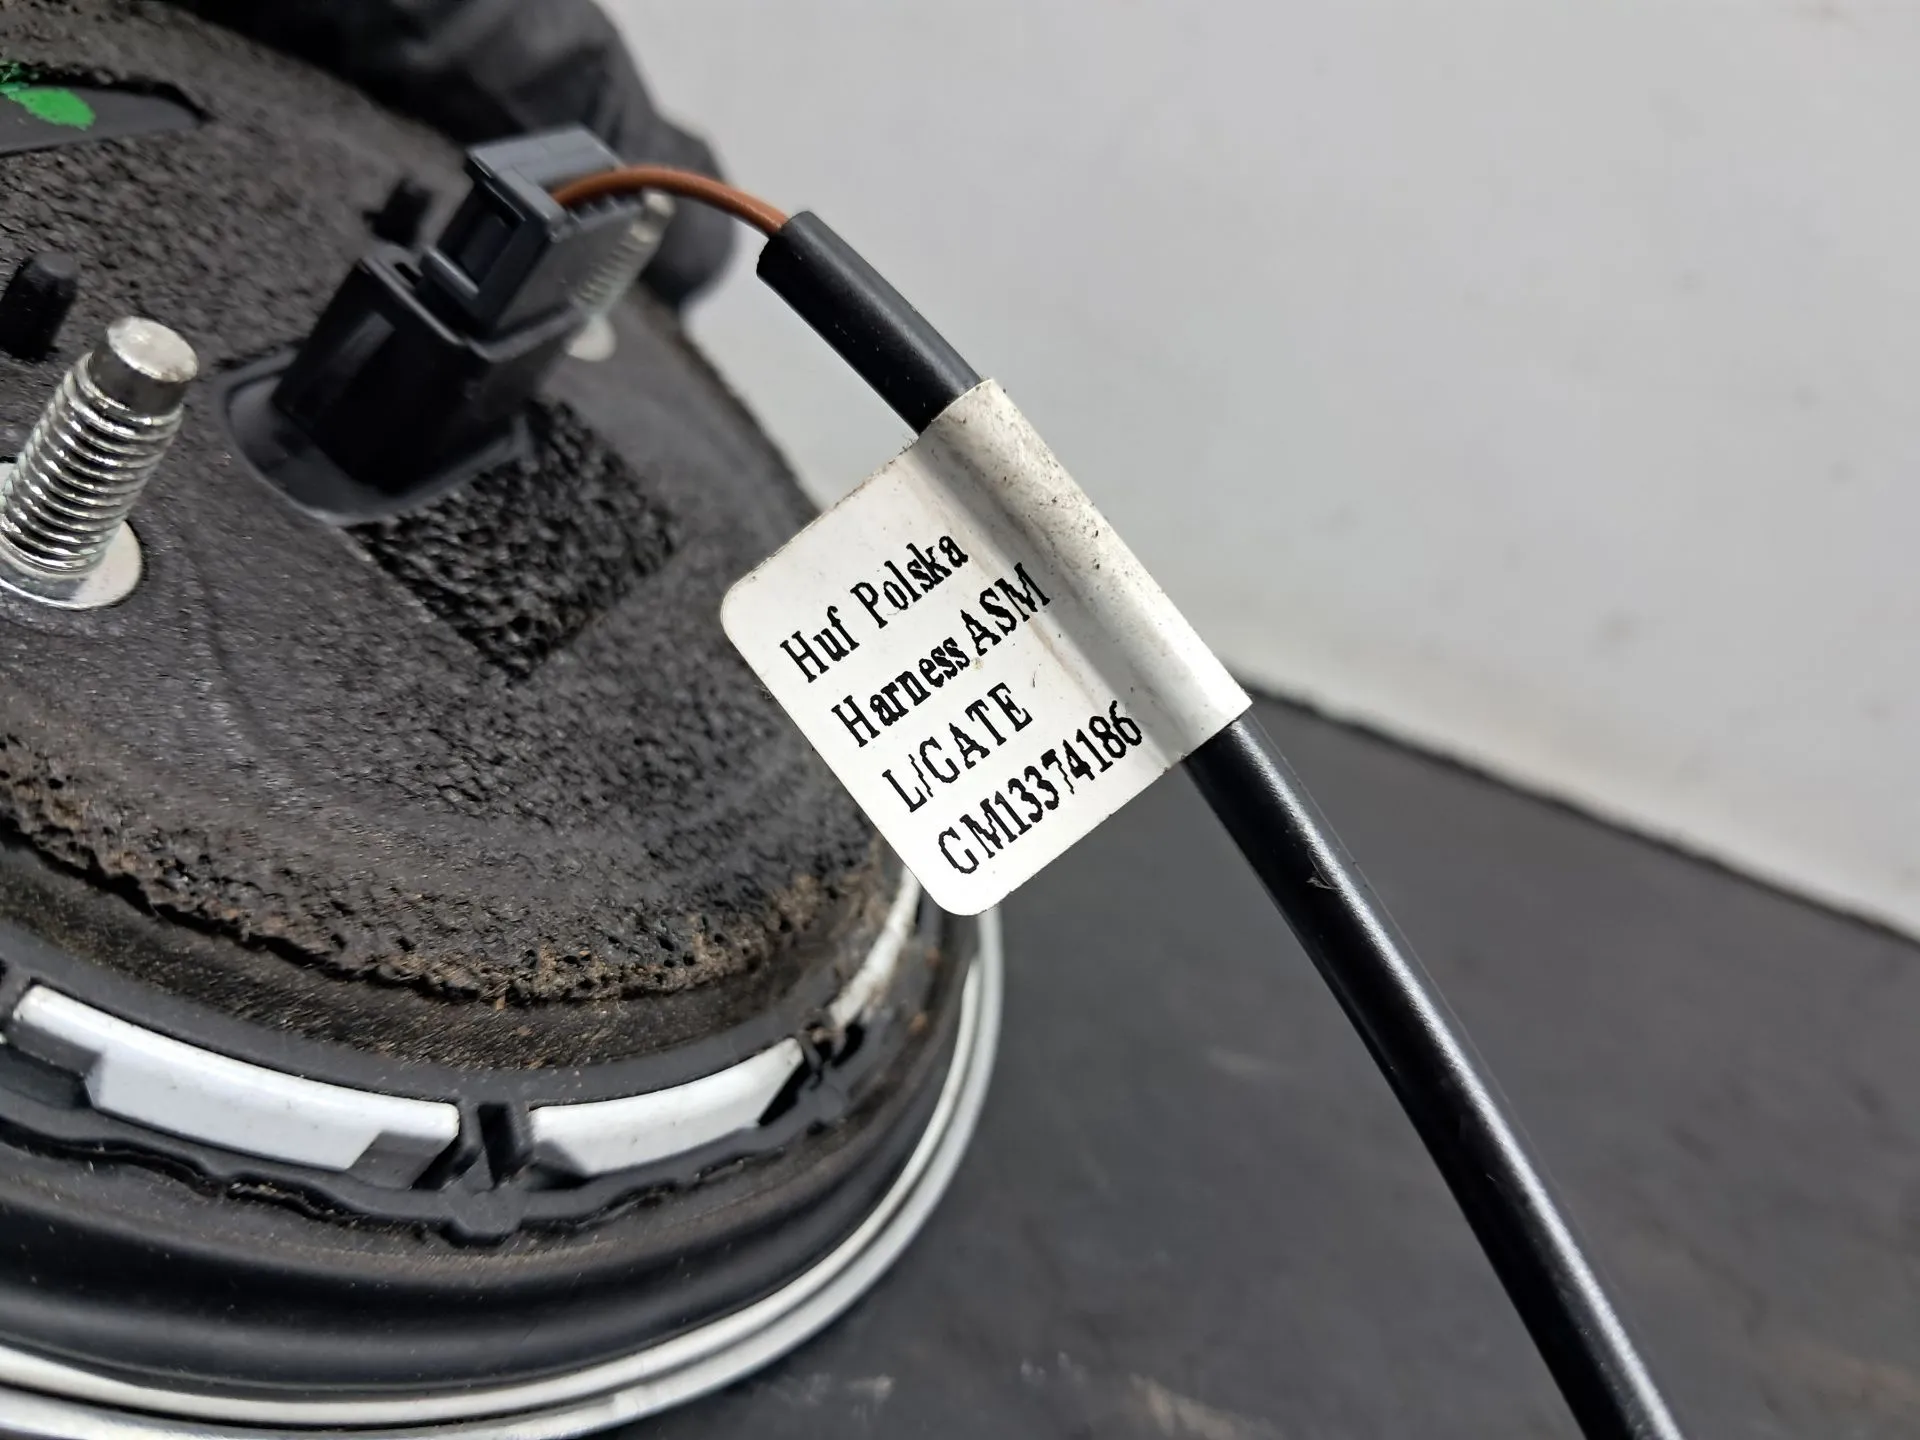 Huf Polska
Harness ASM
L/GATE
GM13374186